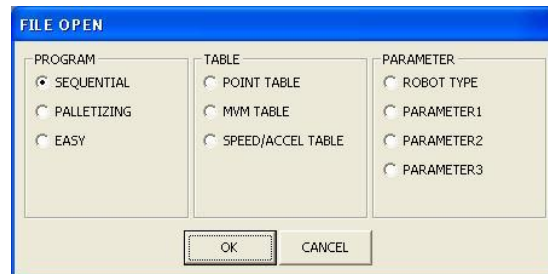 FILE OPEN
PROGRAM
SEQUENTIAL
PALLETIZING
EASY
TABLE
POINT TABLE
MVM TABLE
SPEED/ACCEL TABLE
PARAMETER
ROBOT TYPE
PARAMETER1
PARAMETER2
PARAMETER3
OK
CANCEL